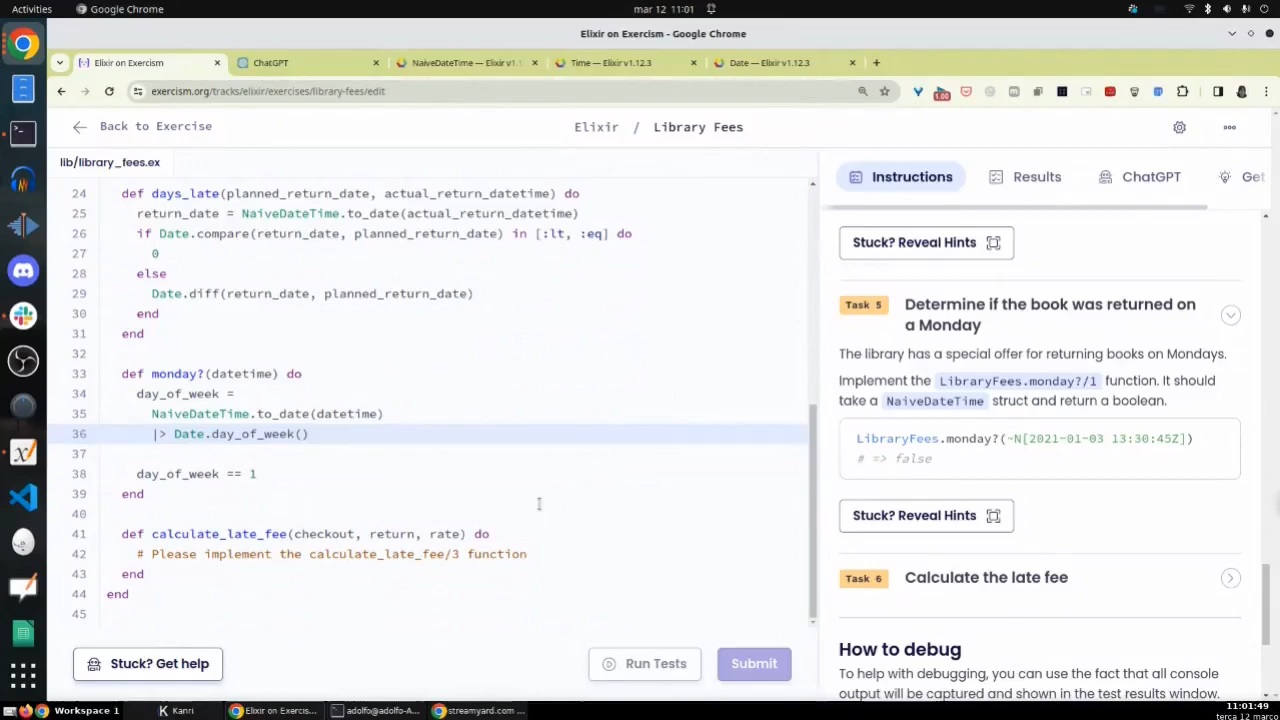 Activities
Google Chrome
mar 12 11:01
Elixir on Exercism - Google Chrome
Elixir on Exercism
ChatGPT
NaiveDateTime — Elixir v1.
Time — Elixir v1.12.3
Date — Elixir v1.12.3
exercism.org/tracks/elixir/exercises/library-fees/edit
1.00
Back to Exercise
Elixir / Library Fees
lib/library_fees.ex
24 def days_late(planned_return_date, actual_return_datetime) do
25 return_date = NaiveDateTime.to_date(actual_return_datetime)
26 if Date.compare(return_date, planned_return_date) in [:lt, :eq] do
27 0
28 else
29 Date.diff(return_date, planned_return_date)
30 end
31 end
32
33 def monday?(datetime) do
34 day_of_week =
35 NaiveDateTime.to_date(datetime)
36 |> Date.day_of_week()
37
38 day_of_week == 1
39 end
40
41 def calculate_late_fee(checkout, return, rate) do
42 # Please implement the calculate_late_fee/3 function
43 end
44 end
45
Stuck? Get help
Run Tests
Submit
Instructions
Results
ChatGPT
Get
Stuck? Reveal Hints
Task 5
Determine if the book was returned on
a Monday
The library has a special offer for returning books on Mondays.
Implement the LibraryFees.monday?/1 function. It should
take a NaiveDateTime struct and return a boolean.
LibraryFees.monday?(~N[2021-01-03 13:30:45Z])
# => false
Stuck? Reveal Hints
Task 6
Calculate the late fee
How to debug
To help with debugging, you can use the fact that all console
output will be captured and shown in the test results window.
Workspace 1
Kanri
Elixir on Exercis...
adolfo@adolfo-A...
streamyard.com ...
11:01:49
terça 12 março